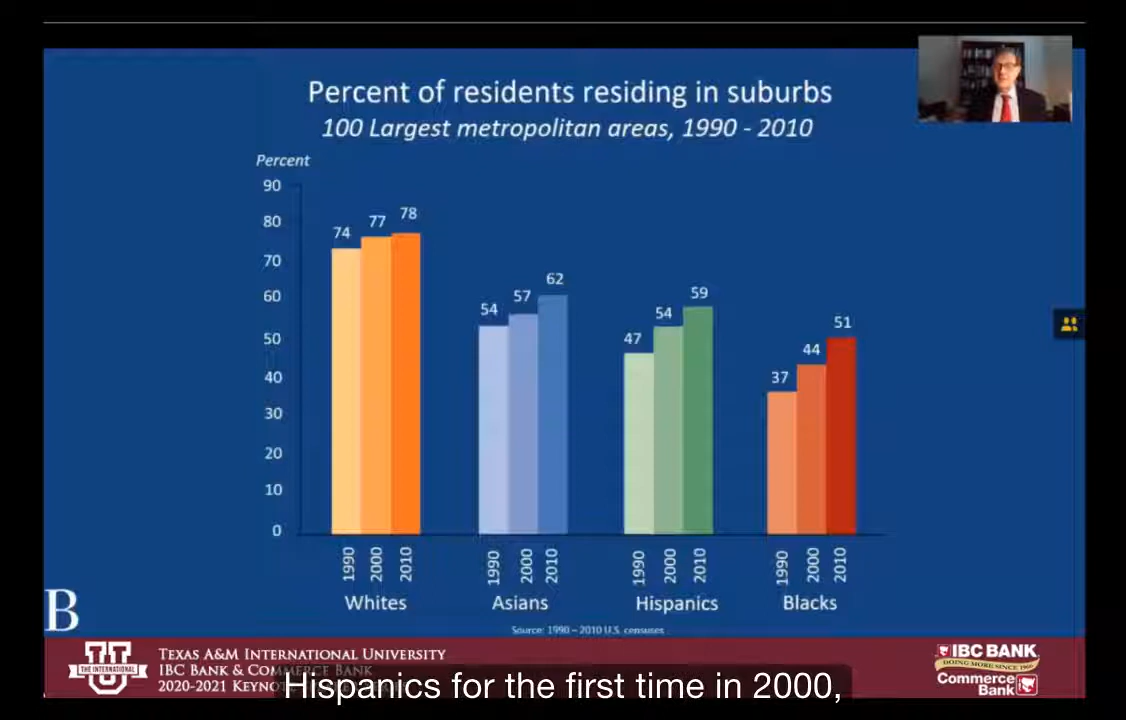 Percent of residents residing in suburbs
100 Largest metropolitan areas, 1990 - 2010
Percent
90
80
70
60
50
40
30
20
10
0
74 77 78
54 57 62
47 54 59
37 44 51
1990 2000 2010
1990 2000 2010
1990 2000 2010
1990 2000 2010
Whites Asians Hispanics Blacks
Source: 1990 – 2010 U.S. censuses
B
U
THE INTERNATIONAL
TEXAS A&M INTERNATIONAL UNIVERSITY
IBC BANK & COMMERCE BANK
2020-2021 KEYNOTE
IBC BANK
DOING MORE SINCE 1966
Commerce
Bank
Hispanics for the first time in 2000,